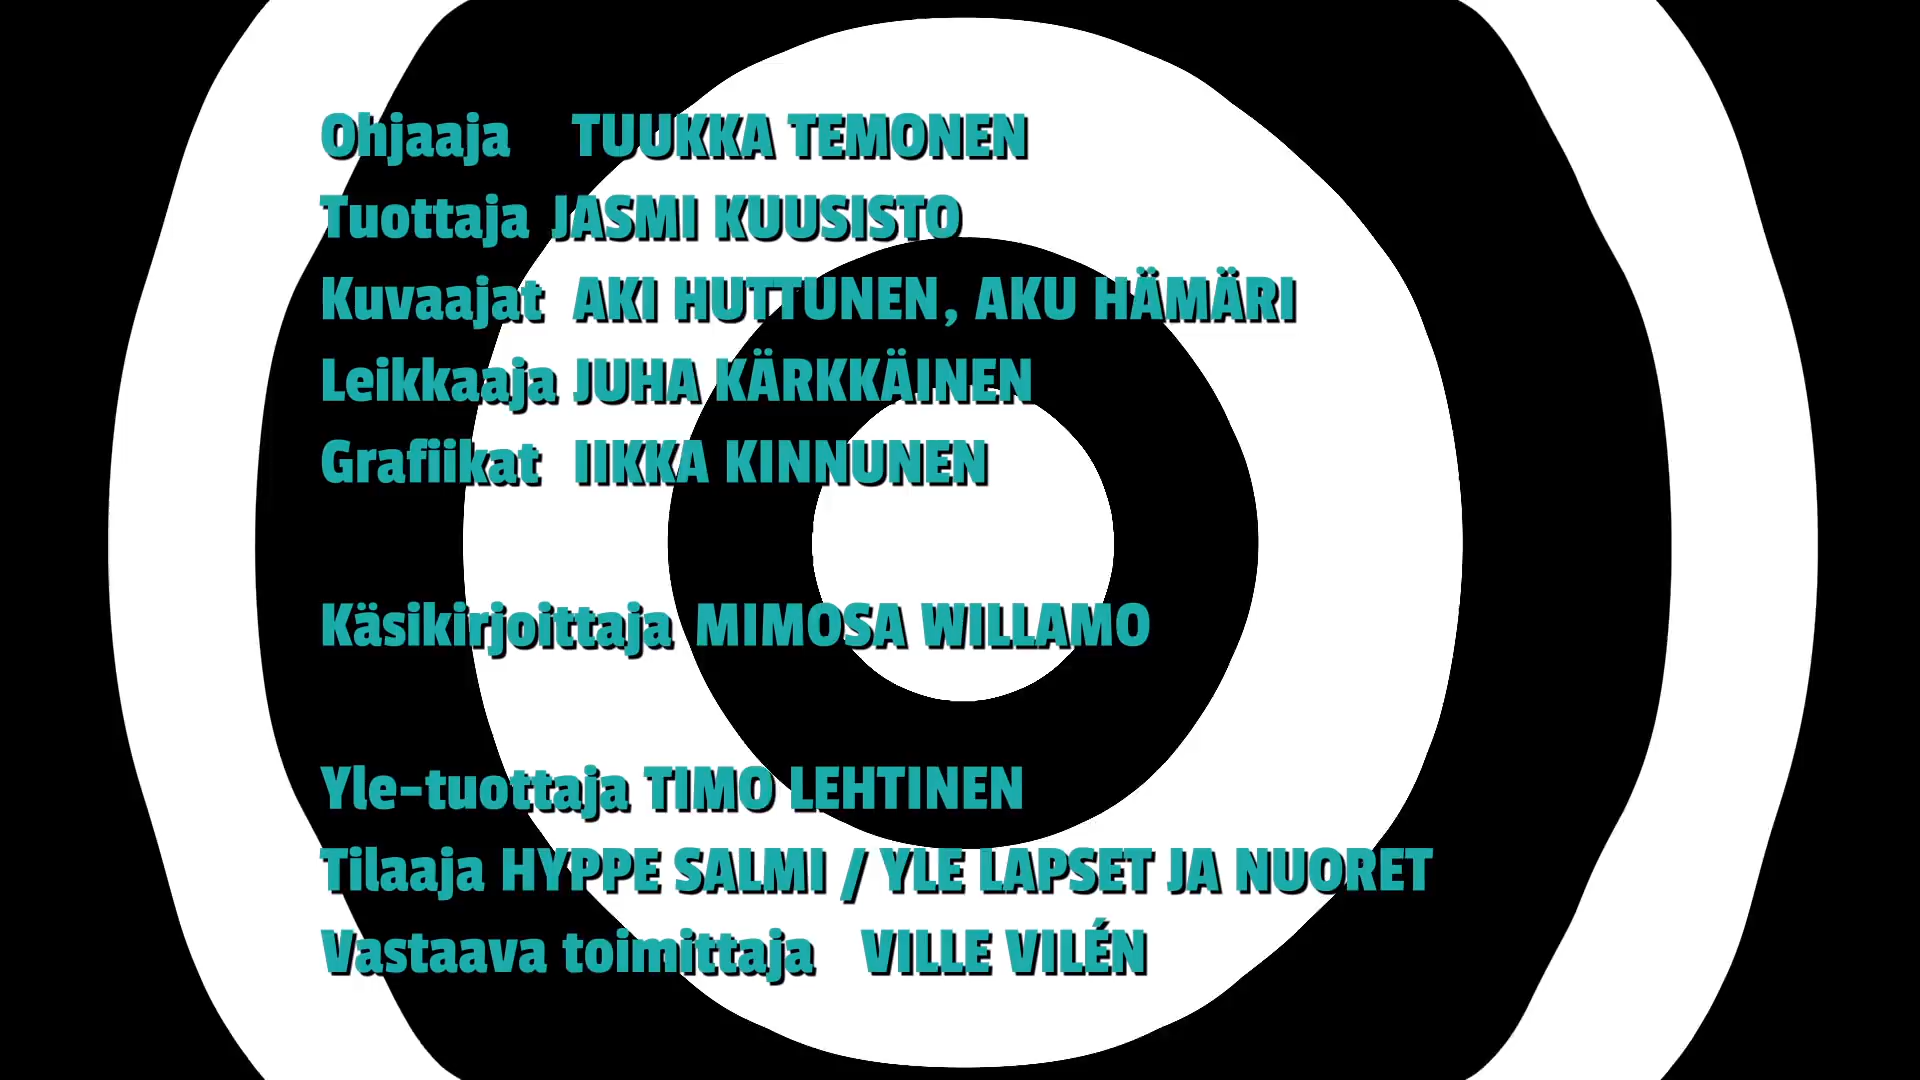 Ohjaaja TUUKKA TEMONEN
Tuottaja JASMI KUUSISTO
Kuvaajat AKI HUTTUNEN, AKU HÄMÄRI
Leikkaaja JUHA KÄRKKÄINEN
Grafiikat IIKKA KINNUNEN
Käsikirjoittaja MIMOSA WILLAMO
Yle-tuottaja TIMO LEHTINEN
Tilaaja HYPPE SALMI / YLE LAPSET JA NUORET
Vastaava toimittaja VILLE VILÉN